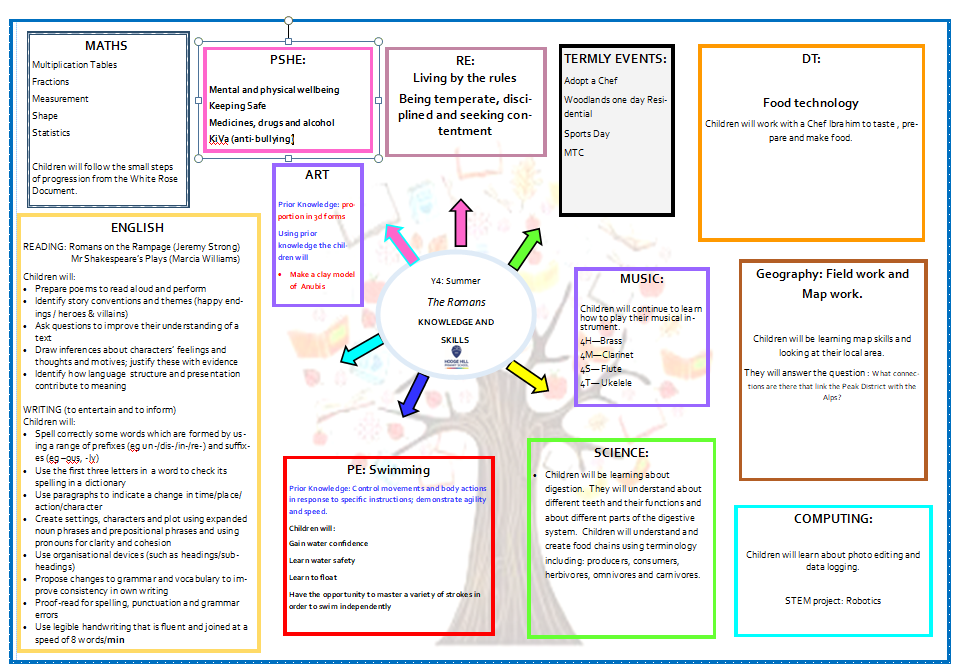 MATHS
Multiplication Tables
Fractions
Measurement
Shape
Statistics
Children will follow the small steps
of progression from the White Rose
Document.
PSHE:
Mental and physical wellbeing
Keeping Safe
Medicines, drugs and alcohol
KiVa (anti-bullying)
RE:
Living by the rules
Being temperate, disci-
plined and seeking con-
tentment
TERMLY EVENTS:
Adopt a Chef
Woodlands one day Resi-
dential
Sports Day
MTC
DT:
Food technology
Children will work with a Chef Ibrahim to taste , pre-
pare and make food.
ART
Prior Knowledge: pro-
portion in 3d forms
Using prior
knowledge the chil-
dren will
• Make a clay model
of Anubis
ENGLISH
READING: Romans on the Rampage (Jeremy Strong)
Mr Shakespeare's Plays (Marcia Williams)
Children will:
• Prepare poems to read aloud and perform
• Identify story conventions and themes (happy end-
ings / heroes & villains)
• Ask questions to improve their understanding of a
text
• Draw inferences about characters' feelings and
thoughts and motives; justify these with evidence
• Identify how language structure and presentation
contribute to meaning
WRITING (to entertain and to inform)
Children will:
• Spell correctly some words which are formed by us-
ing a range of prefixes (eg un-/dis-/in-/re-) and suffix-
es (eg –ous, -ly)
• Use the first three letters in a word to check its
spelling in a dictionary
• Use paragraphs to indicate a change in time/place/
action/character
• Create settings, characters and plot using expanded
noun phrases and prepositional phrases and using
pronouns for clarity and cohesion
• Use organisational devices (such as headings/sub-
headings)
• Propose changes to grammar and vocabulary to im-
prove consistency in own writing
• Proof-read for spelling, punctuation and grammar
errors
• Use legible handwriting that is fluent and joined at a
speed of 8 words/min
Y4: Summer
The Romans
KNOWLEDGE AND
SKILLS
HODGE HILL
PRIMARY SCHOOL
MUSIC:
Children will continue to learn
how to play their musical in-
strument.
4H—Brass
4M—Clarinet
4S— Flute
4T— Ukelele
Geography: Field work and
Map work.
Children will be learning map skills and
looking at their local area.
They will answer the question : What connec-
tions are there that link the Peak District with the
Alps?
PE: Swimming
Prior Knowledge: Control movements and body actions
in response to specific instructions; demonstrate agility
and speed.
Children will:
Gain water confidence
Learn water safety
Learn to float
Have the opportunity to master a variety of strokes in
order to swim independently
SCIENCE:
• Children will be learning about
digestion. They will understand about
different teeth and their functions and
about different parts of the digestive
system. Children will understand and
create food chains using terminology
including: producers, consumers,
herbivores, omnivores and carnivores.
COMPUTING:
Children will learn about photo editing and
data logging.
STEM project: Robotics